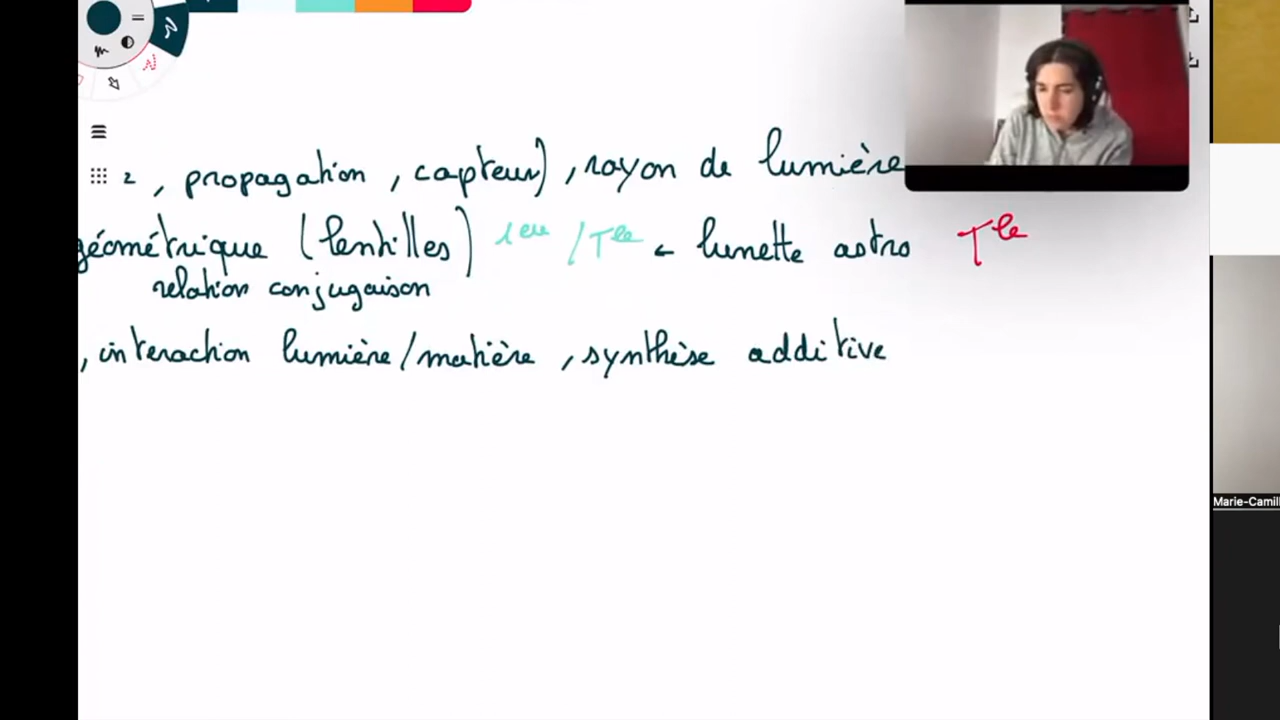 2, propagation, capteur), rayon de lumière
géométrique (lentilles) 1ère / Tle ← lunette astro Tle
relation conjugaison
, interaction lumière/matière, synthèse additive
Marie-Camill